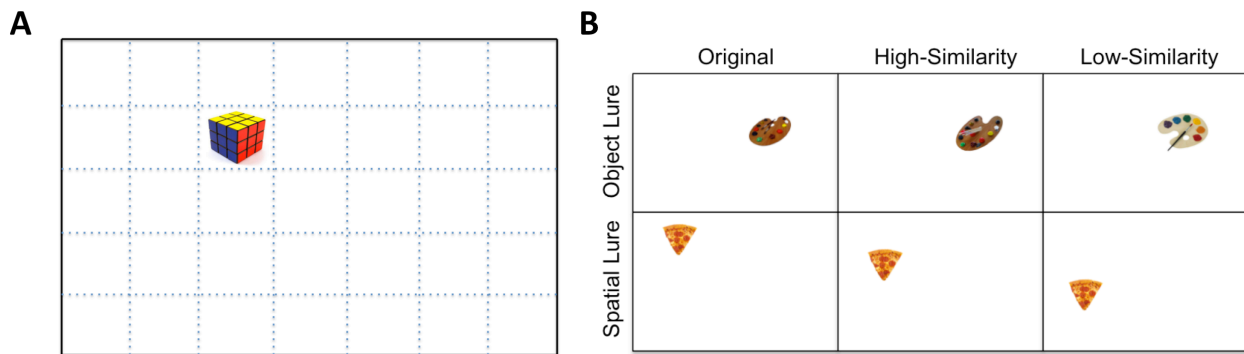 A
B
Original High-Similarity Low-Similarity
Object Lure
Spatial Lure